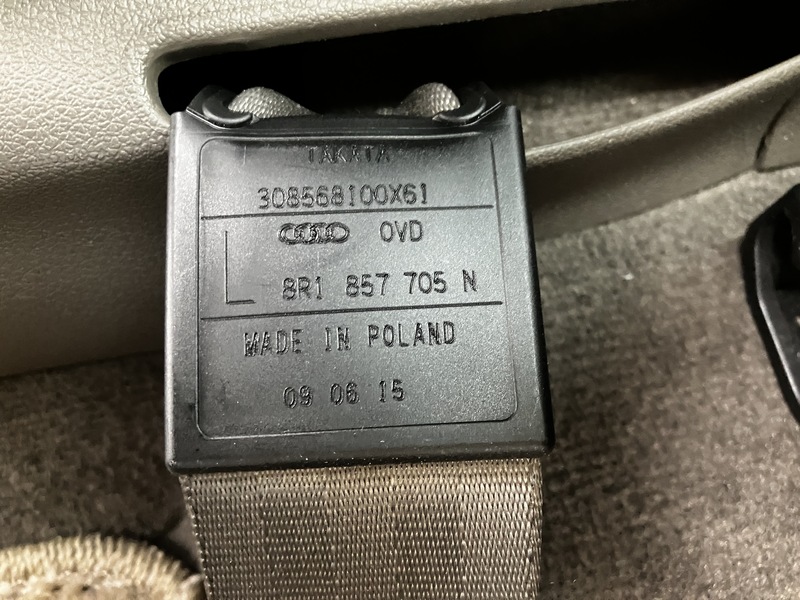 TAKATA
308568100X61
OVD
L 8R1 857 705 N
MADE IN POLAND
09 06 15